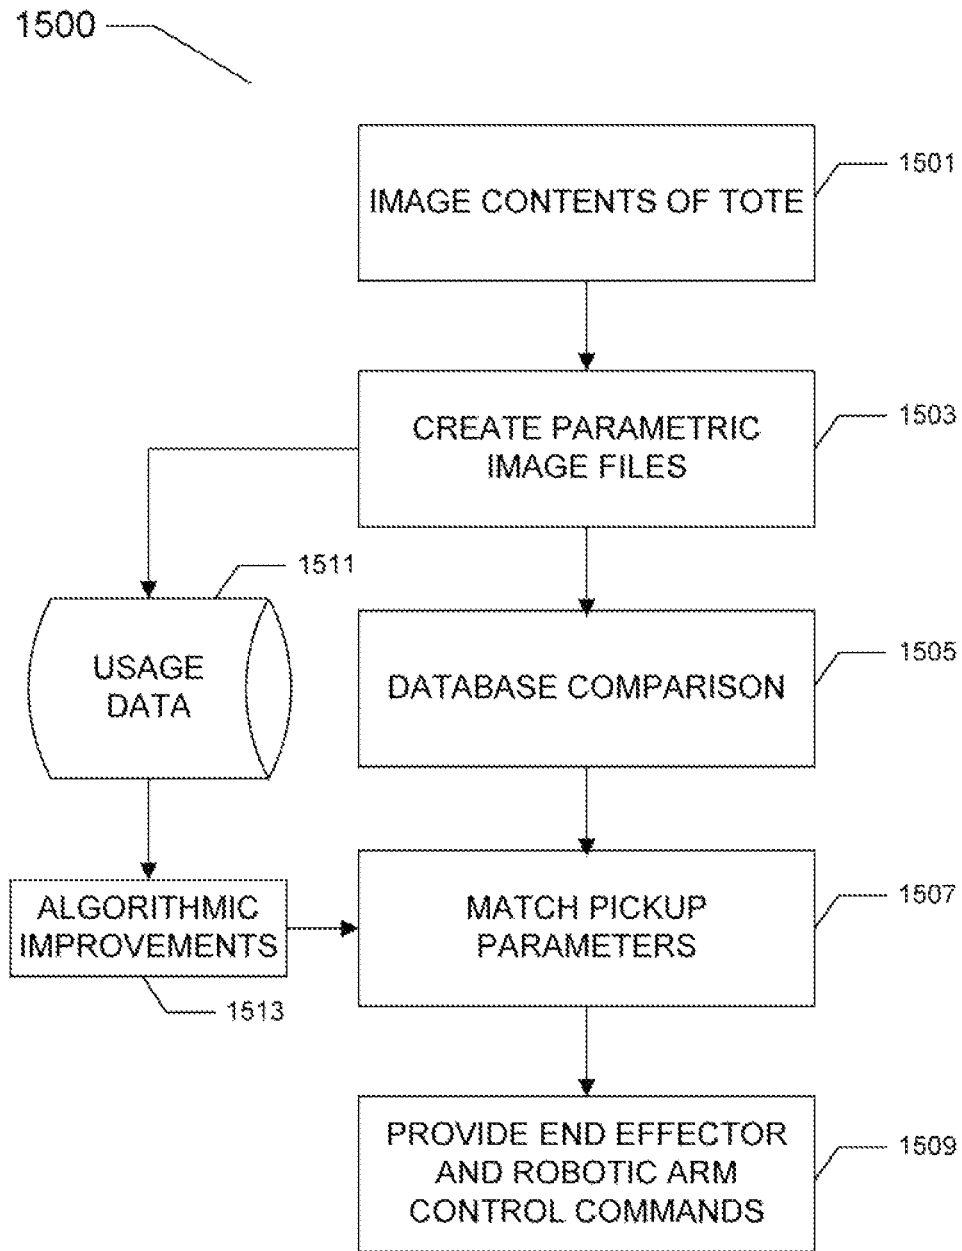 1500
IMAGE CONTENTS OF TOTE
1501
CREATE PARAMETRIC
IMAGE FILES
1503
1511
USAGE
DATA
DATABASE COMPARISON
1505
ALGORITHMIC
IMPROVEMENTS
1513
MATCH PICKUP
PARAMETERS
1507
PROVIDE END EFFECTOR
AND ROBOTIC ARM
CONTROL COMMANDS
1509